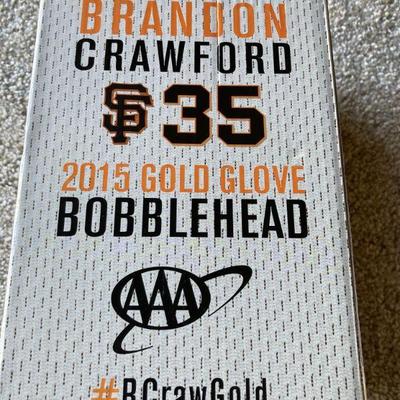 BRANDON
CRAWFORD
SF 35
2015 GOLD GLOVE
BOBBLEHEAD
AAA
#BCrawGold